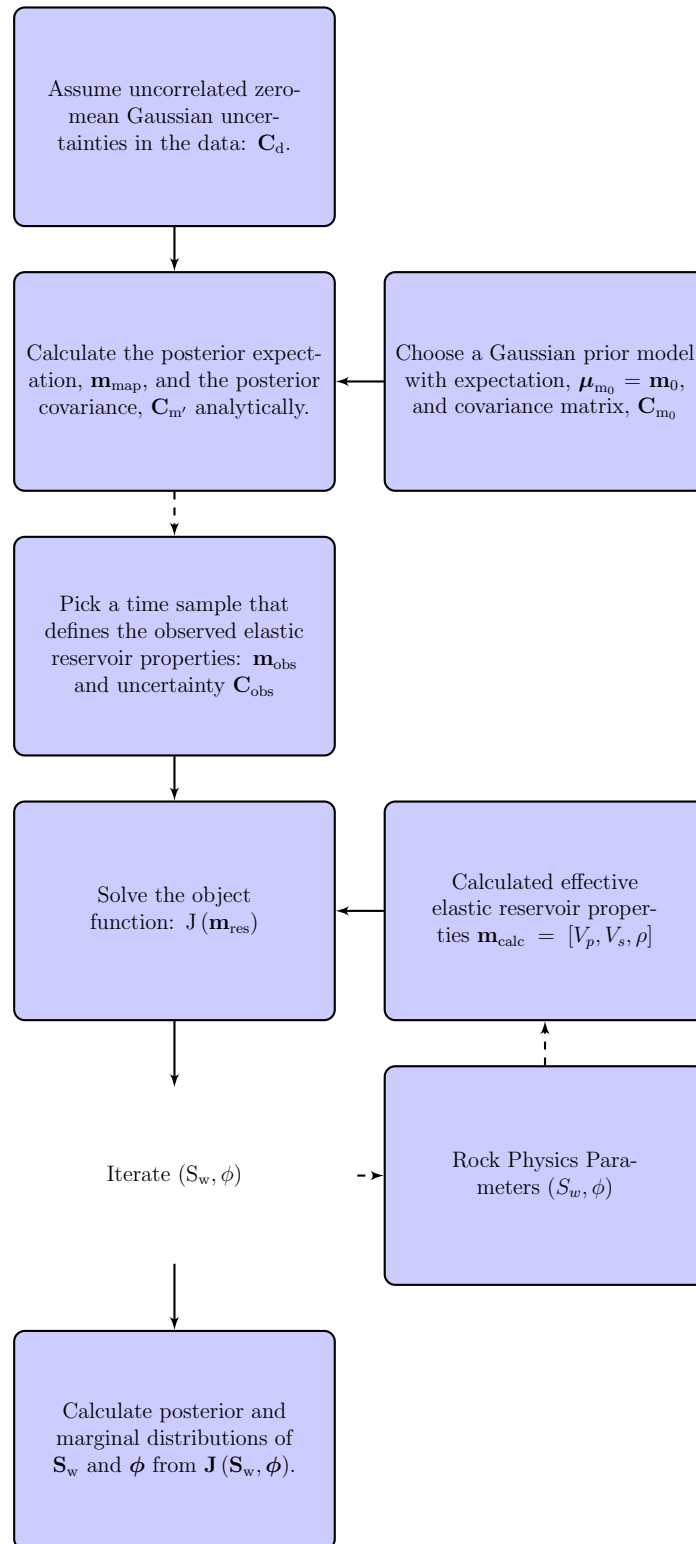 Assume uncorrelated zero-
mean Gaussian uncer-
tainties in the data: C_d.
Calculate the posterior expect-
ation, m_map, and the posterior
covariance, C_m′ analytically.
Choose a Gaussian prior model
with expectation, μ_m₀ = m₀,
and covariance matrix, C_m₀
Pick a time sample that
defines the observed elastic
reservoir properties: m_obs
and uncertainty C_obs
Solve the object
function: J (m_res)
Calculated effective
elastic reservoir proper-
ties m_calc = [V_p, V_s, ρ]
Iterate (S_w, ϕ)
Rock Physics Para-
meters (S_w, ϕ)
Calculate posterior and
marginal distributions of
S_w and ϕ from J (S_w, ϕ).